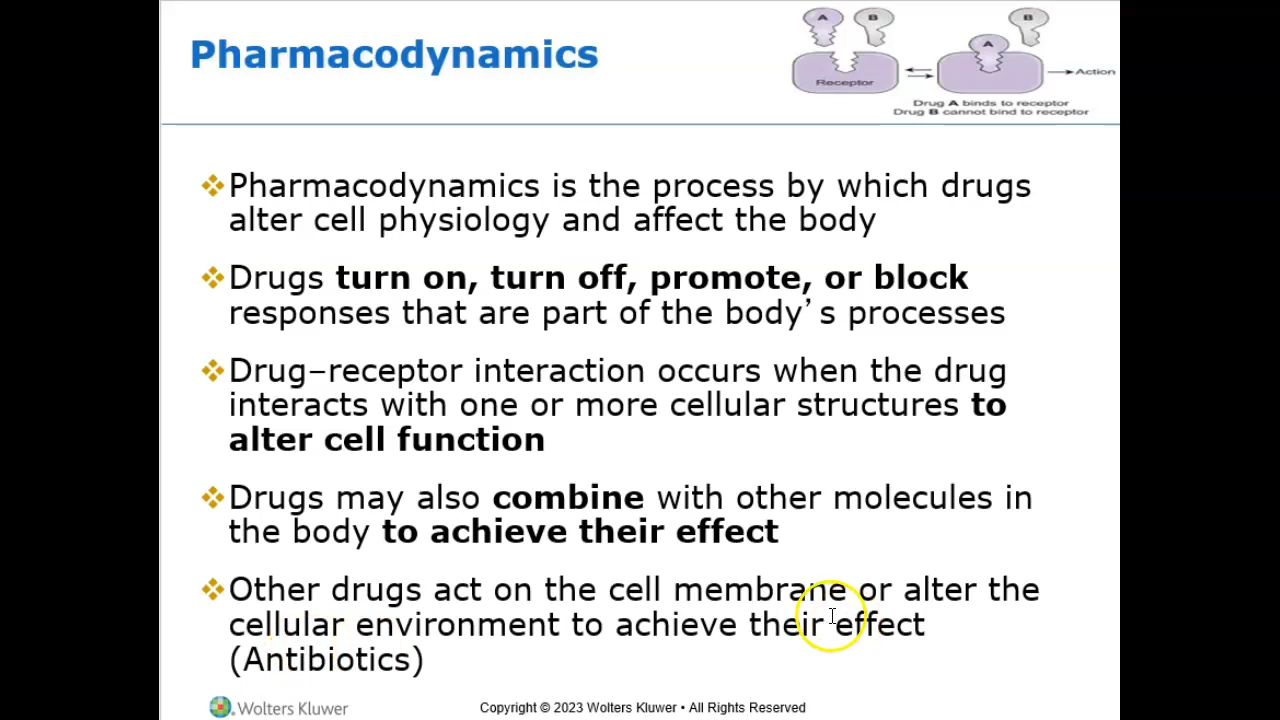 Pharmacodynamics
A B B
A
Receptor
Action
Drug A binds to receptor
Drug B cannot bind to receptor
❖Pharmacodynamics is the process by which drugs
alter cell physiology and affect the body
❖Drugs turn on, turn off, promote, or block
responses that are part of the body’s processes
❖Drug–receptor interaction occurs when the drug
interacts with one or more cellular structures to
alter cell function
❖Drugs may also combine with other molecules in
the body to achieve their effect
❖Other drugs act on the cell membrane or alter the
cellular environment to achieve their effect
(Antibiotics)
Wolters Kluwer
Copyright © 2023 Wolters Kluwer • All Rights Reserved